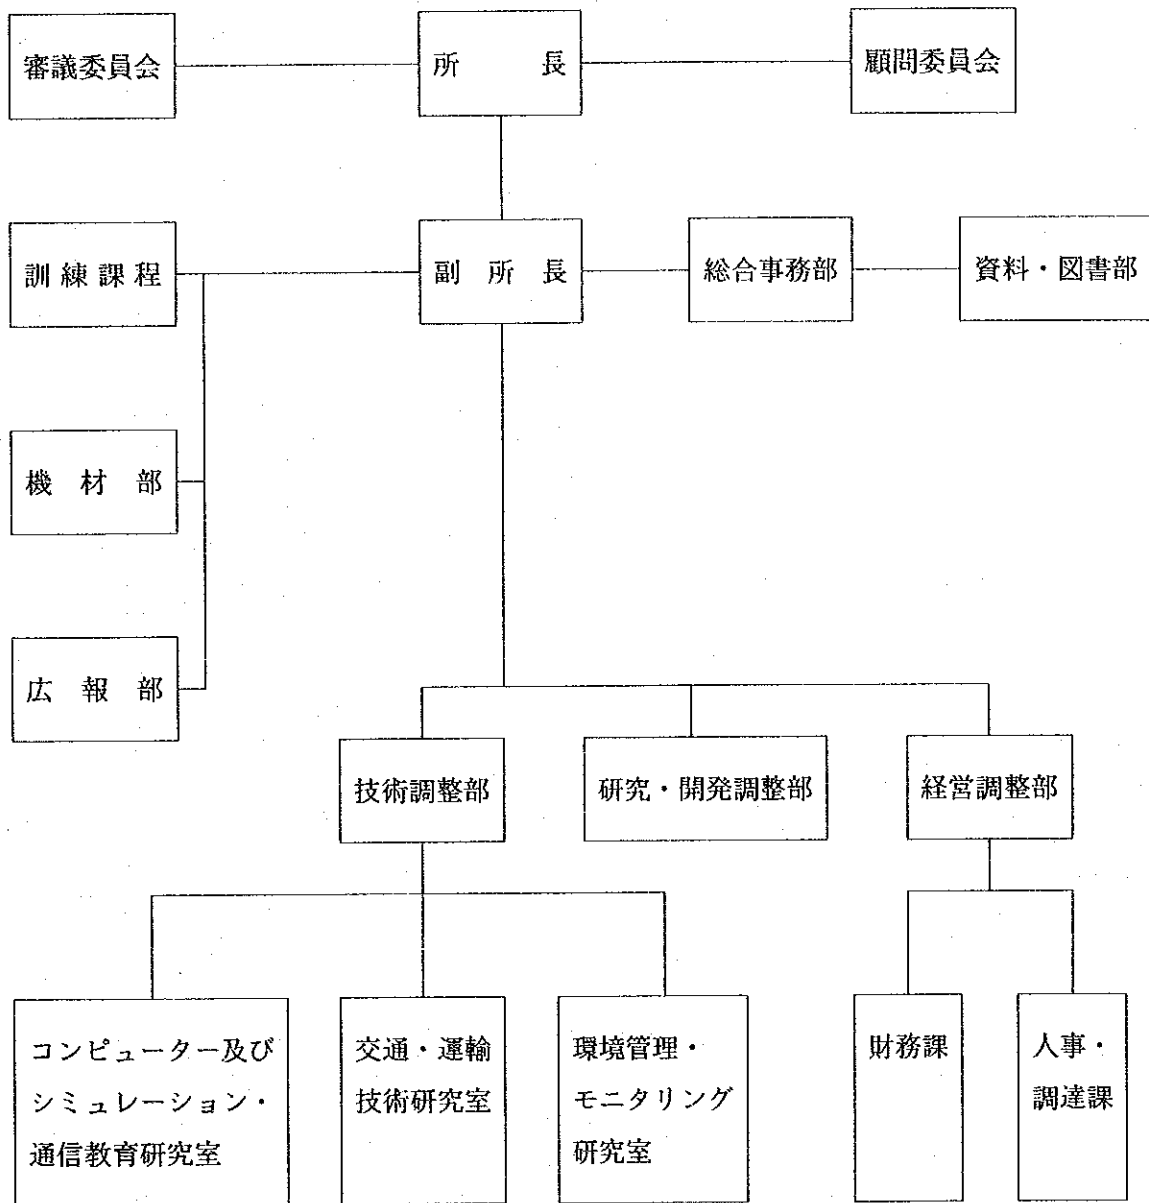 審議委員会
所長
顧問委員会
訓練課程
副所長
総合事務部
資料・図書部
機材部
広報部
技術調整部
研究・開発調整部
経営調整部
コンピューター及び
シミュレーション・
通信教育研究室
交通・運輸
技術研究室
環境管理・
モニタリング
研究室
財務課
人事・
調達課